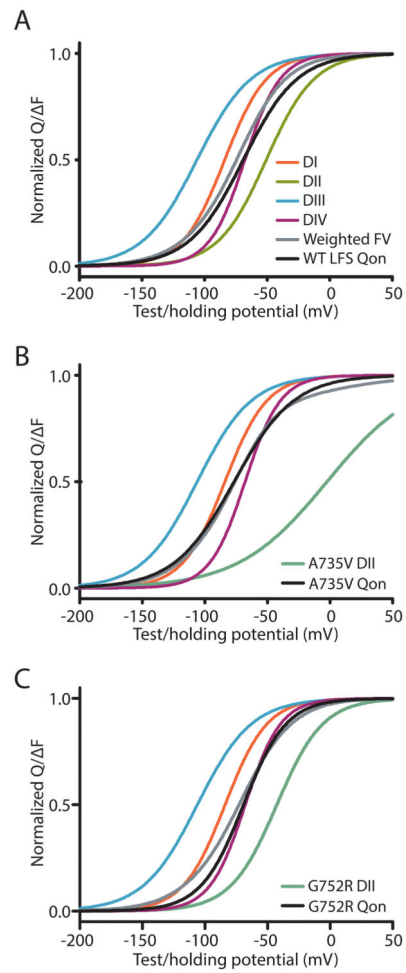 A
Normalized Q/ΔF
1.0
0.5
0.0
DI
DII
DIII
DIV
Weighted FV
WT LFS Qon
-200 -150 -100 -50 0 50
Test/holding potential (mV)
B
Normalized Q/ΔF
1.0
0.5
0.0
A735V DII
A735V Qon
-200 -150 -100 -50 0 50
Test/holding potential (mV)
C
Normalized Q/ΔF
1.0
0.5
0.0
G752R DII
G752R Qon
-200 -150 -100 -50 0 50
Test/holding potential (mV)